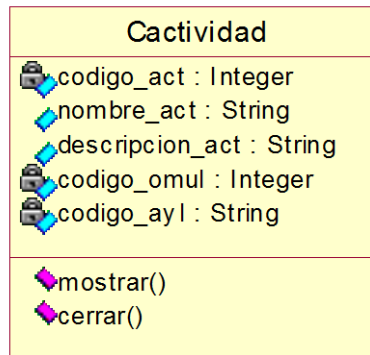 Cactividad
codigo_act : Integer
nombre_act : String
descripcion_act : String
codigo_omul : Integer
codigo_ayl : String
mostrar()
cerrar()